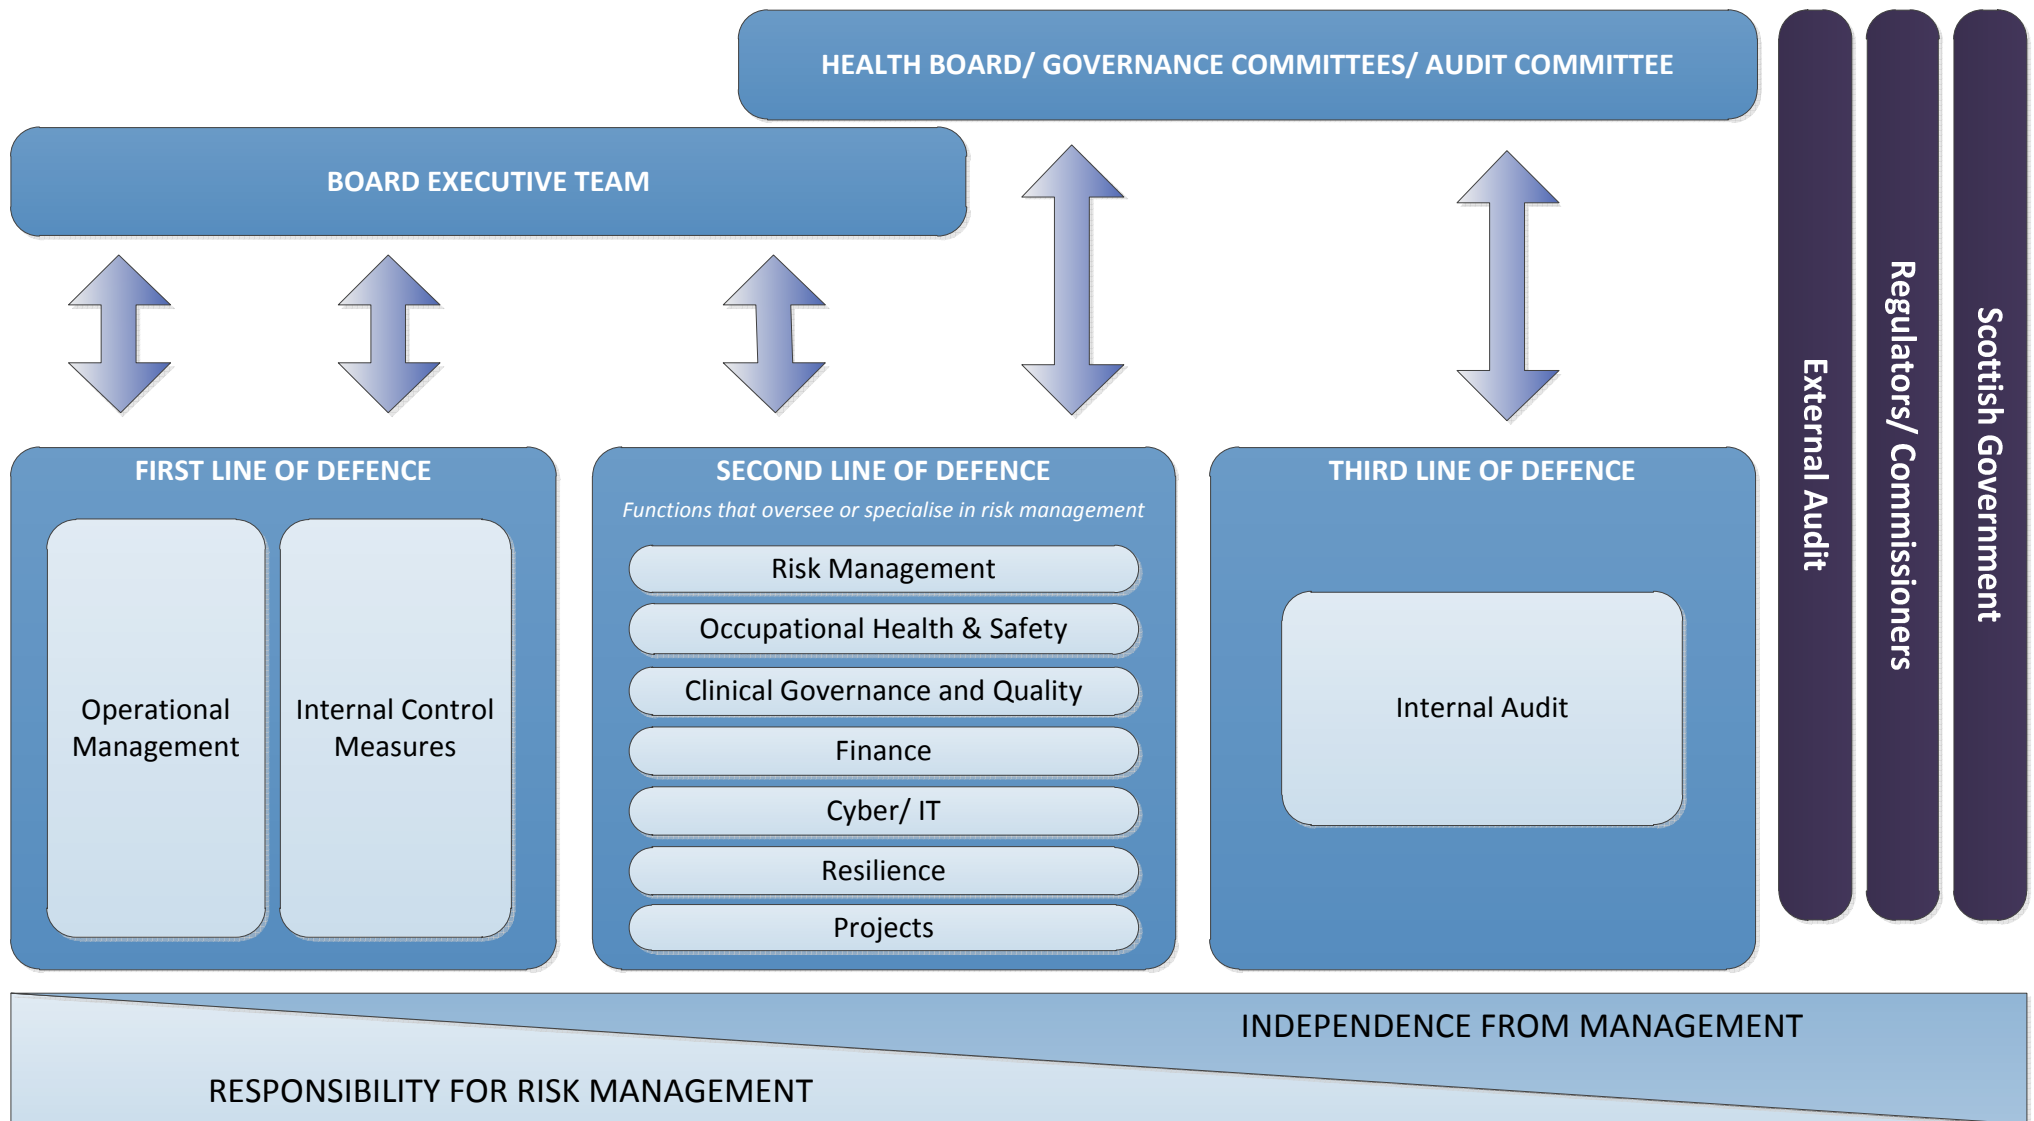 HEALTH BOARD/ GOVERNANCE COMMITTEES/ AUDIT COMMITTEE
BOARD EXECUTIVE TEAM
FIRST LINE OF DEFENCE
Operational
Management
Internal Control
Measures
SECOND LINE OF DEFENCE
Functions that oversee or specialise in risk management
Risk Management
Occupational Health & Safety
Clinical Governance and Quality
Finance
Cyber/ IT
Resilience
Projects
THIRD LINE OF DEFENCE
Internal Audit
External Audit
Regulators/ Commissioners
Scottish Government
INDEPENDENCE FROM MANAGEMENT
RESPONSIBILITY FOR RISK MANAGEMENT